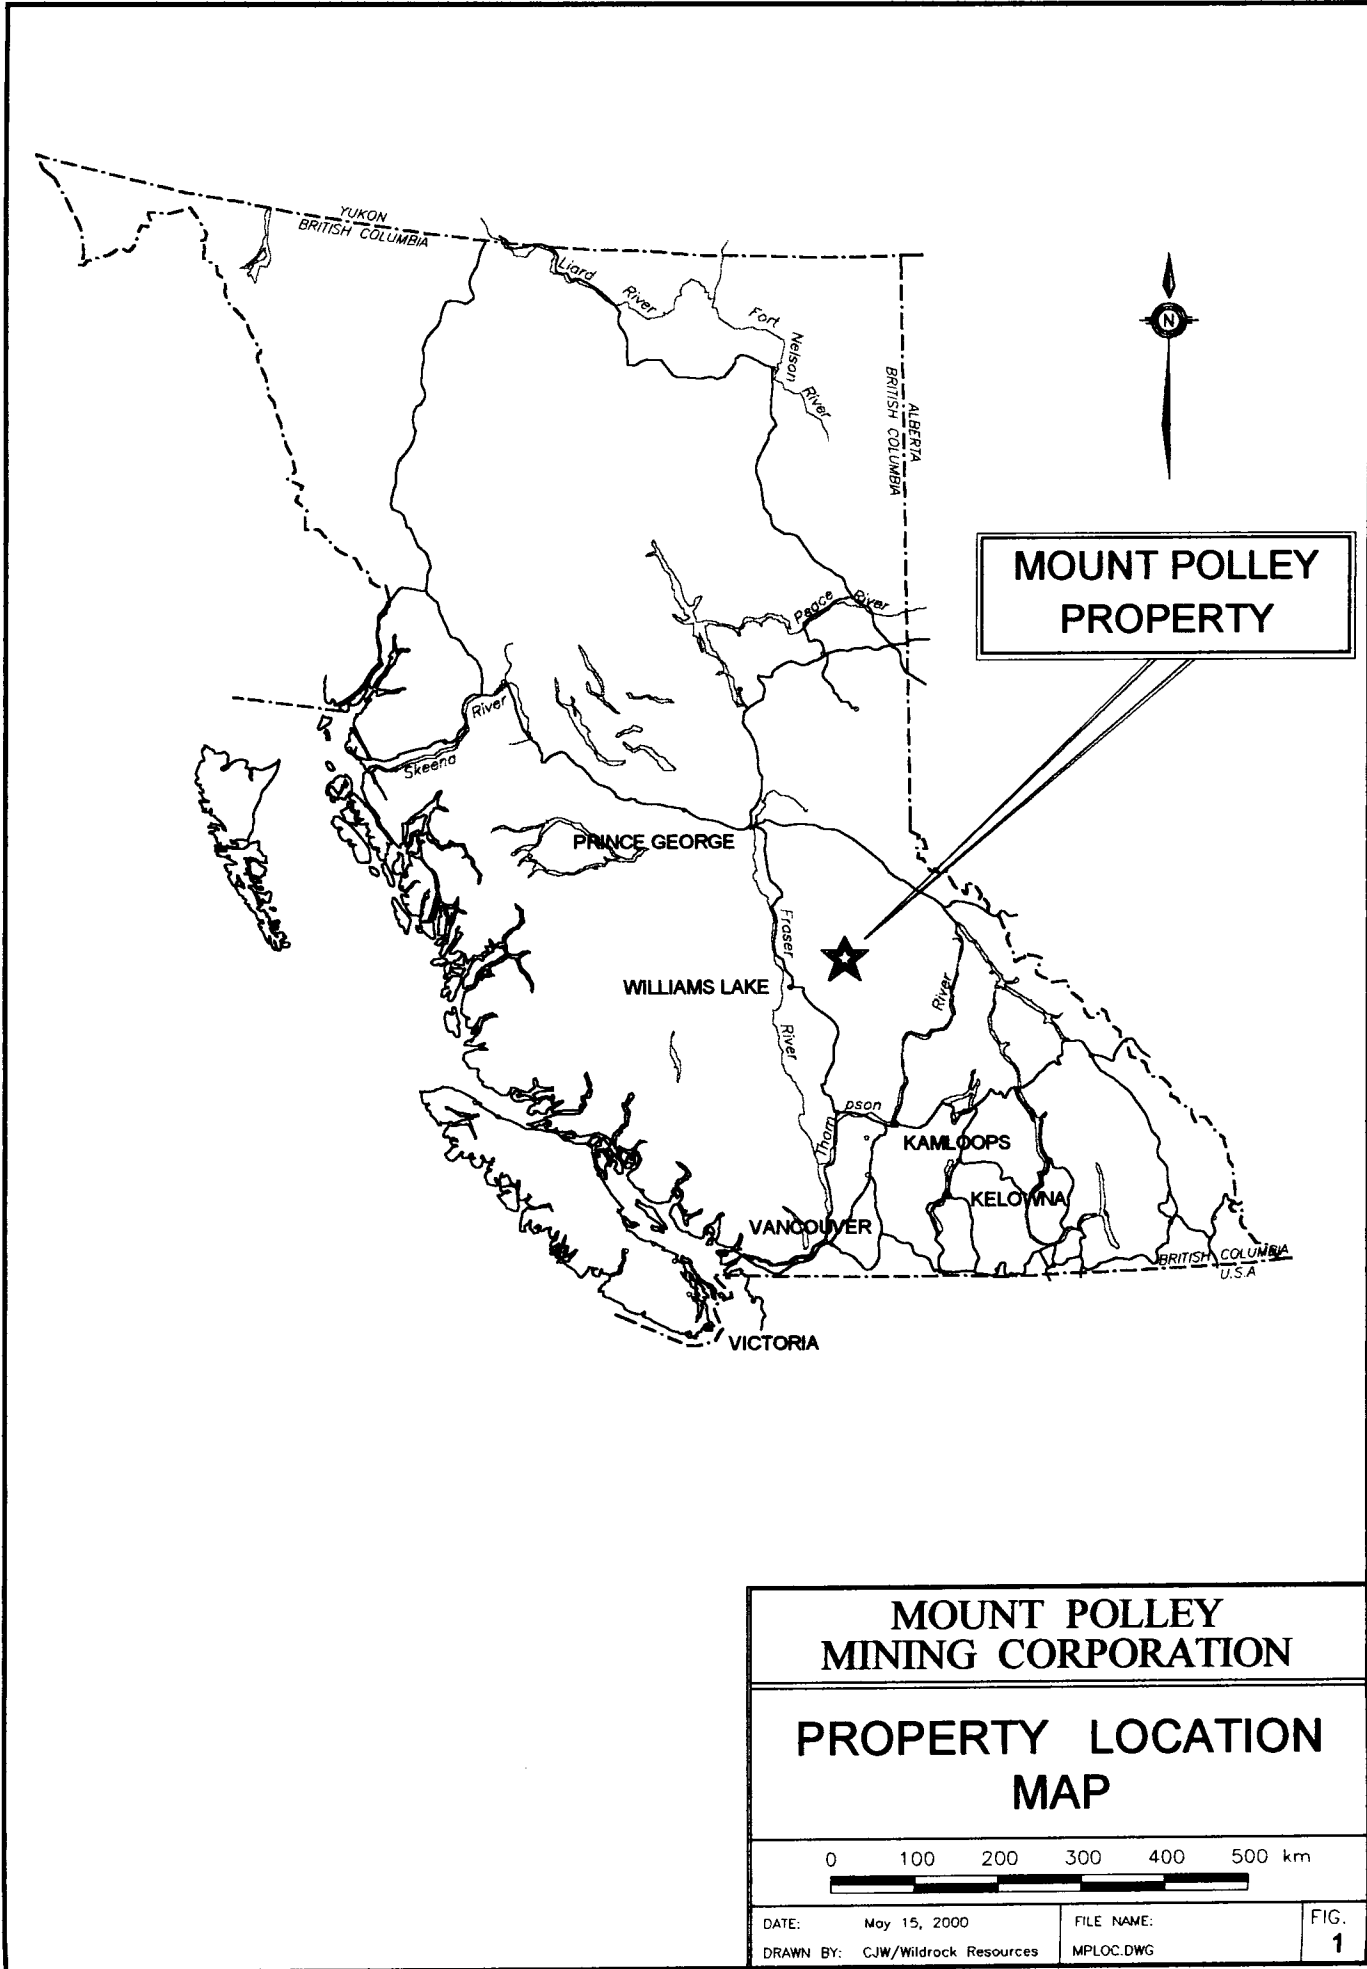 YUKON
BRITISH COLUMBIA
Liard
River
Fort
Nelson
River
ALBERTA
BRITISH COLUMBIA
N
MOUNT POLLEY
PROPERTY
Peace
River
River
Skeena
PRINCE GEORGE
Fraser
River
WILLIAMS LAKE
River
Thom
pson
KAMLOOPS
KELOWNA
VANCOUVER
BRITISH COLUMBIA
U.S.A
VICTORIA
MOUNT POLLEY
MINING CORPORATION
PROPERTY LOCATION
MAP
0 100 200 300 400 500 km
DATE: May 15, 2000
DRAWN BY: CJW/Wildrock Resources
FILE NAME:
MPLOC.DWG
FIG.
1